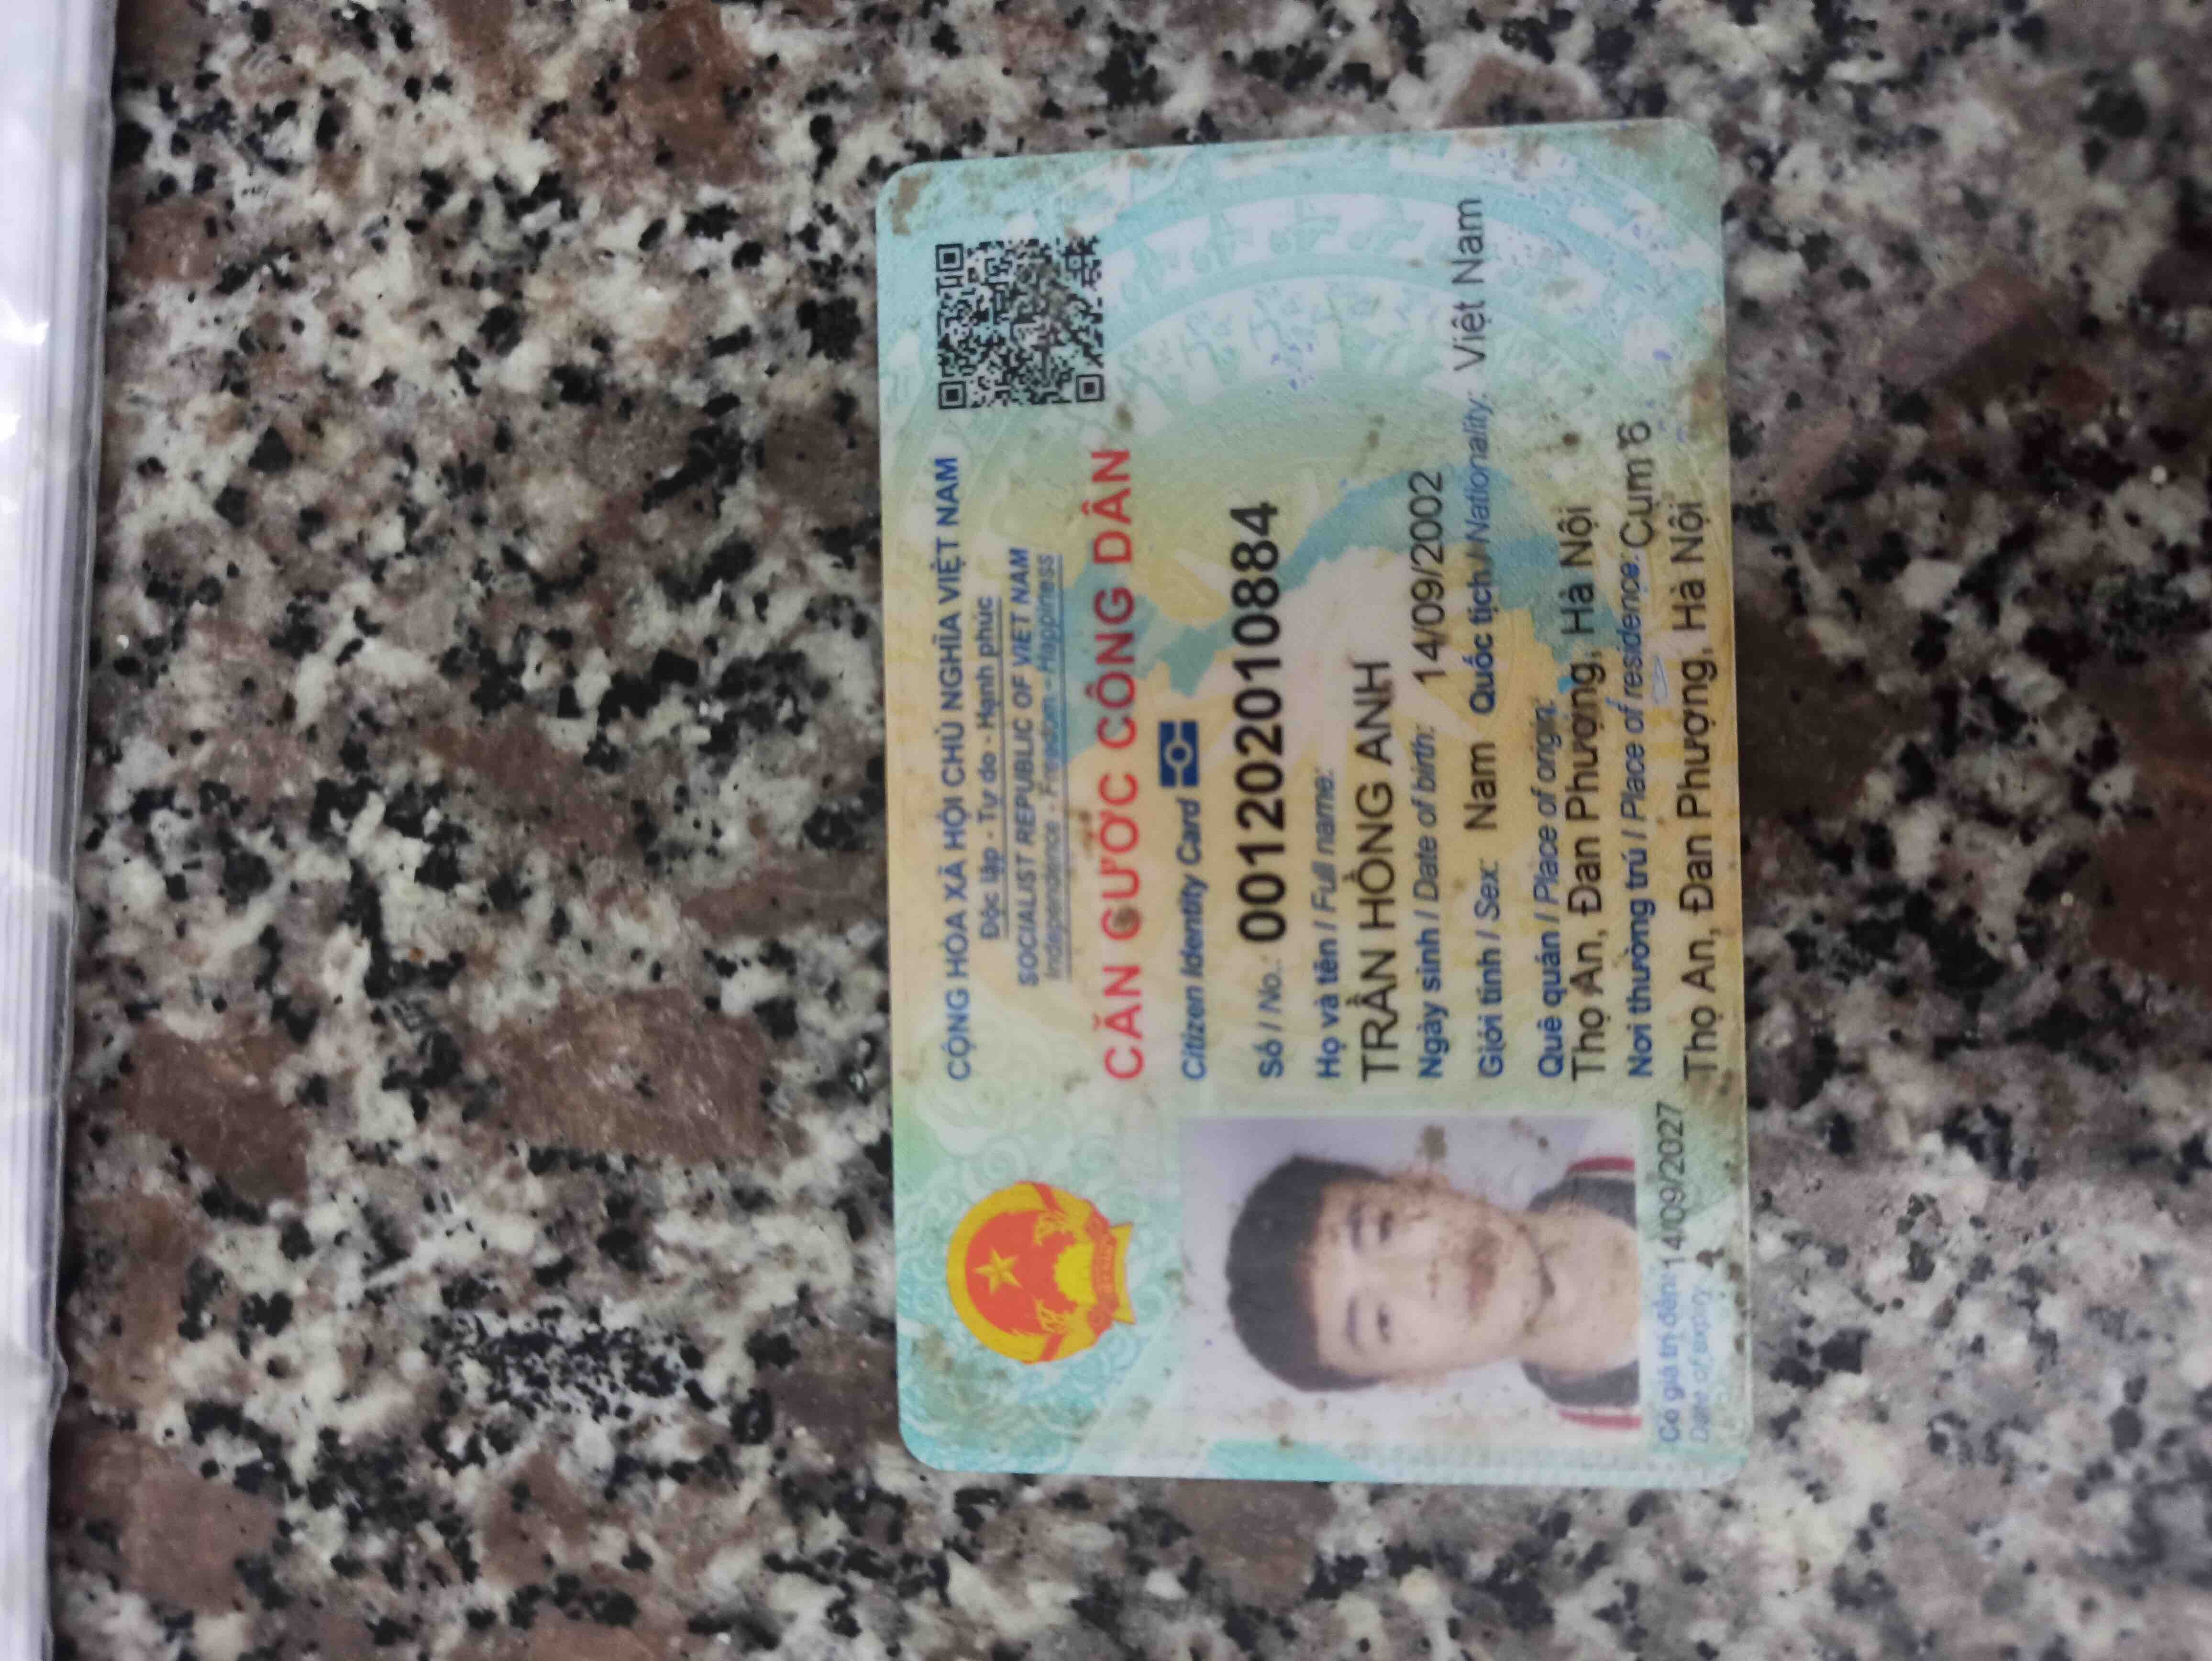 CỘNG HÒA XÃ HỘI CHỦ NGHĨA VIỆT NAM
Độc lập - Tự do - Hạnh phúc
SOCIALIST REPUBLIC OF VIET NAM
Independence - Freedom - Happiness
CĂN CƯỚC CÔNG DÂN
Citizen Identity Card
Số / No.: 001202010884
Họ và tên / Full name:
TRẦN HỒNG ANH
Ngày sinh / Date of birth: 14/09/2002
Giới tính / Sex: Nam Quốc tịch / Nationality: Việt Nam
Quê quán / Place of origin:
Thọ An, Đan Phượng, Hà Nội
Nơi thường trú / Place of residence: Cụm 6
Thọ An, Đan Phượng, Hà Nội
Có giá trị đến: 14/09/2027
Date of expiry